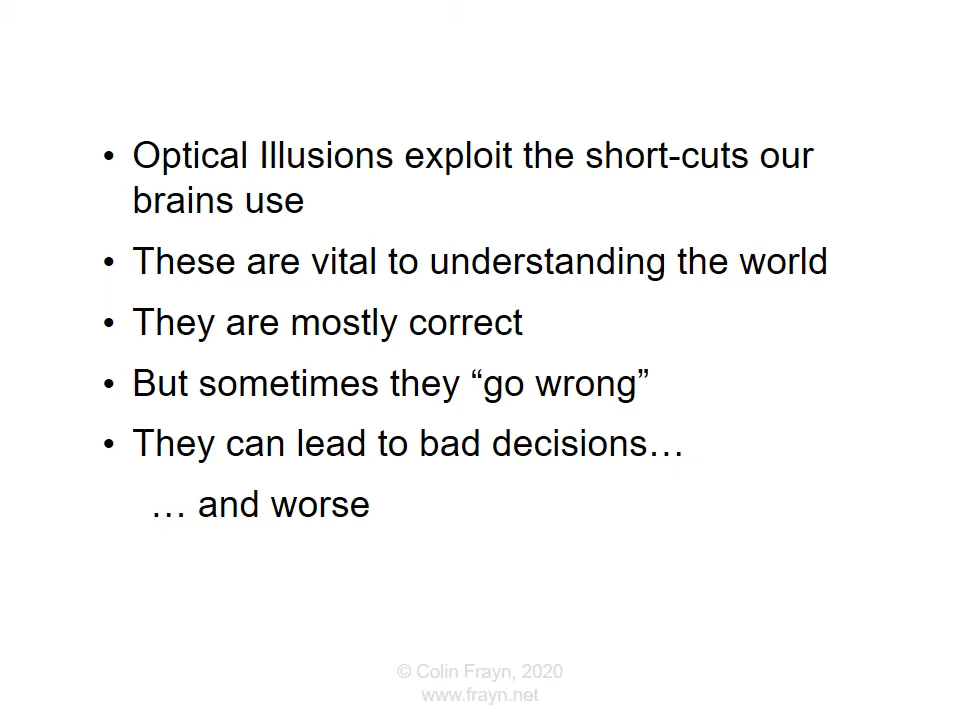 • Optical Illusions exploit the short-cuts our
brains use
• These are vital to understanding the world
• They are mostly correct
• But sometimes they “go wrong”
• They can lead to bad decisions…
… and worse
© Colin Frayn, 2020
www.frayn.net